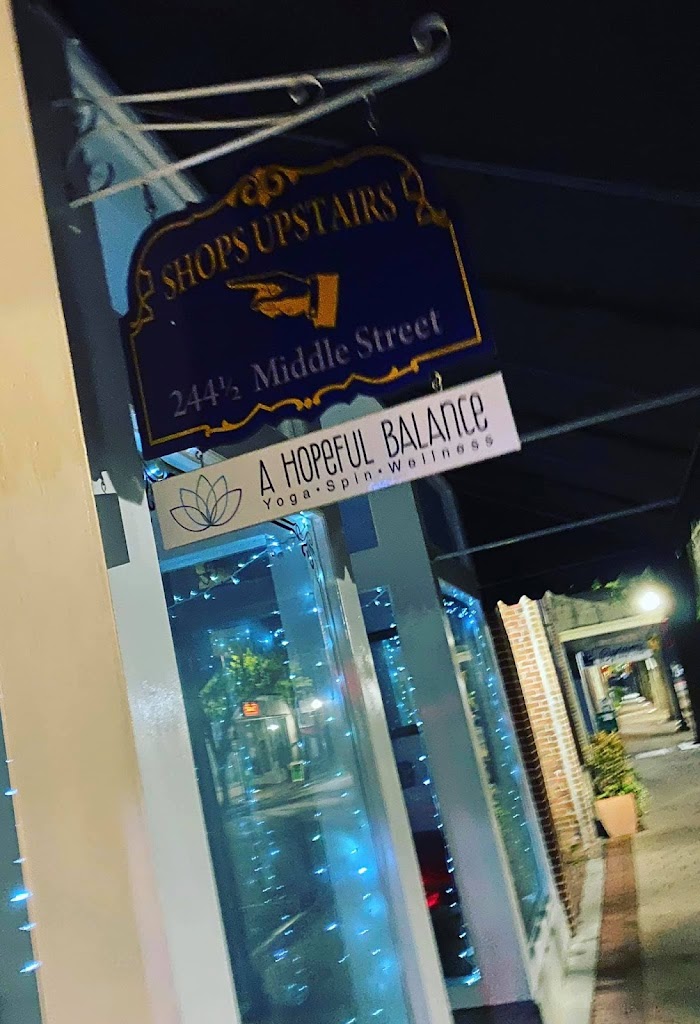 SHOPS UPSTAIRS
244½ Middle Street
A HOPEFUL BALANCE
Yoga • Spin • Wellness